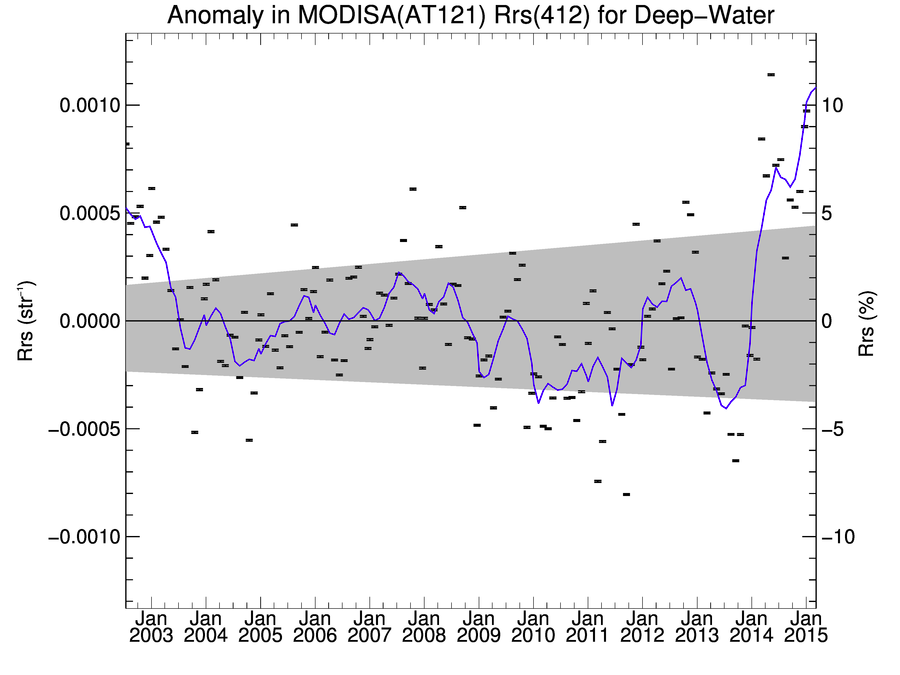 Anomaly in MODISA(AT121) Rrs(412) for Deep−Water
0.0010
0.0005
0.0000
−0.0005
−0.0010
Rrs (str⁻¹)
10
5
0
−5
−10
Rrs (%)
Jan Jan Jan Jan Jan Jan Jan Jan Jan Jan Jan Jan Jan
2003 2004 2005 2006 2007 2008 2009 2010 2011 2012 2013 2014 2015